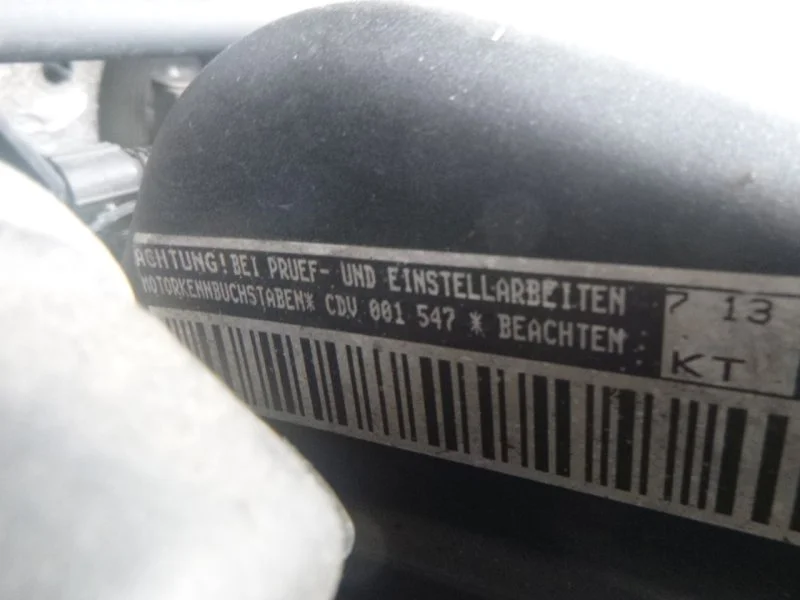 ACHTUNG! BEI PRUEF- UND EINSTELLARBEITEN
MOTORKENNBUCHSTABEN* CDV 001 547 * BEACHTEN
7 13
KT